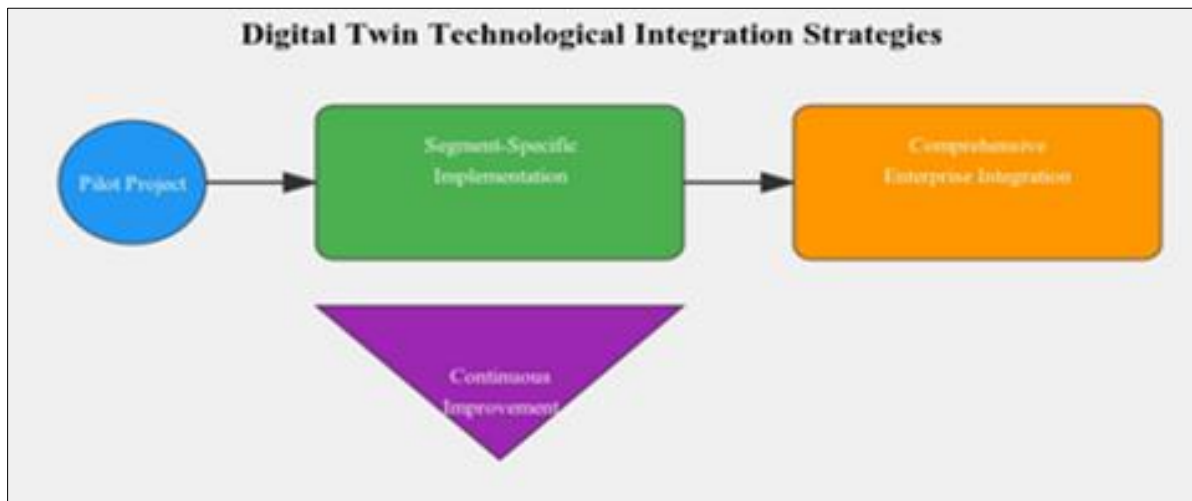 Digital Twin Technological Integration Strategies
Pilot Project
Segment-Specific
Implementation
Comprehensive
Enterprise Integration
Continuous
Improvement